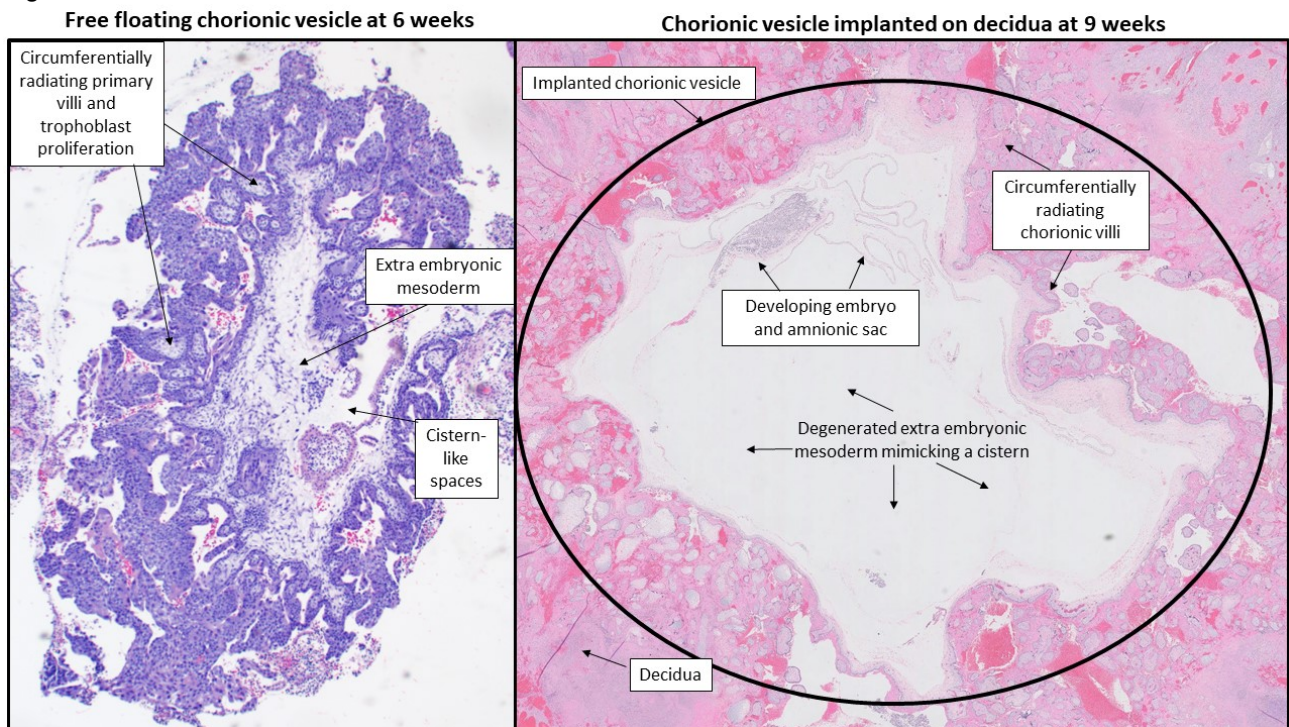 Free floating chorionic vesicle at 6 weeks
Circumferentially
radiating primary
villi and
trophoblast
proliferation
Extra embryonic
mesoderm
Cistern-
like
spaces
Chorionic vesicle implanted on decidua at 9 weeks
Implanted chorionic vesicle
Circumferentially
radiating
chorionic villi
Developing embryo
and amnionic sac
Degenerated extra embryonic
mesoderm mimicking a cistern
Decidua